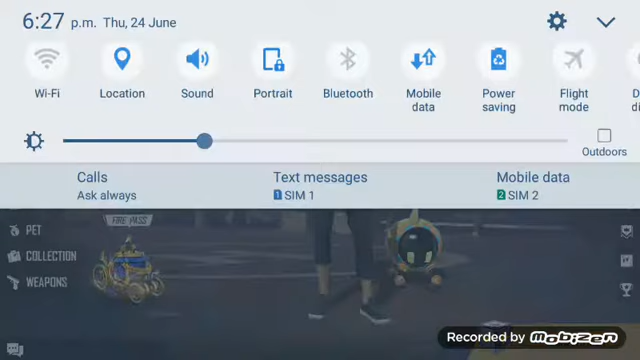 6:27 p.m. Thu, 24 June
Wi-Fi
Location
Sound
Portrait
Bluetooth
Mobile data
Power saving
Flight mode
D
di
Outdoors
Calls
Ask always
Text messages
1 SIM 1
Mobile data
2 SIM 2
FIRE PASS
PET
COLLECTION
WEAPONS
Recorded by Mobizen